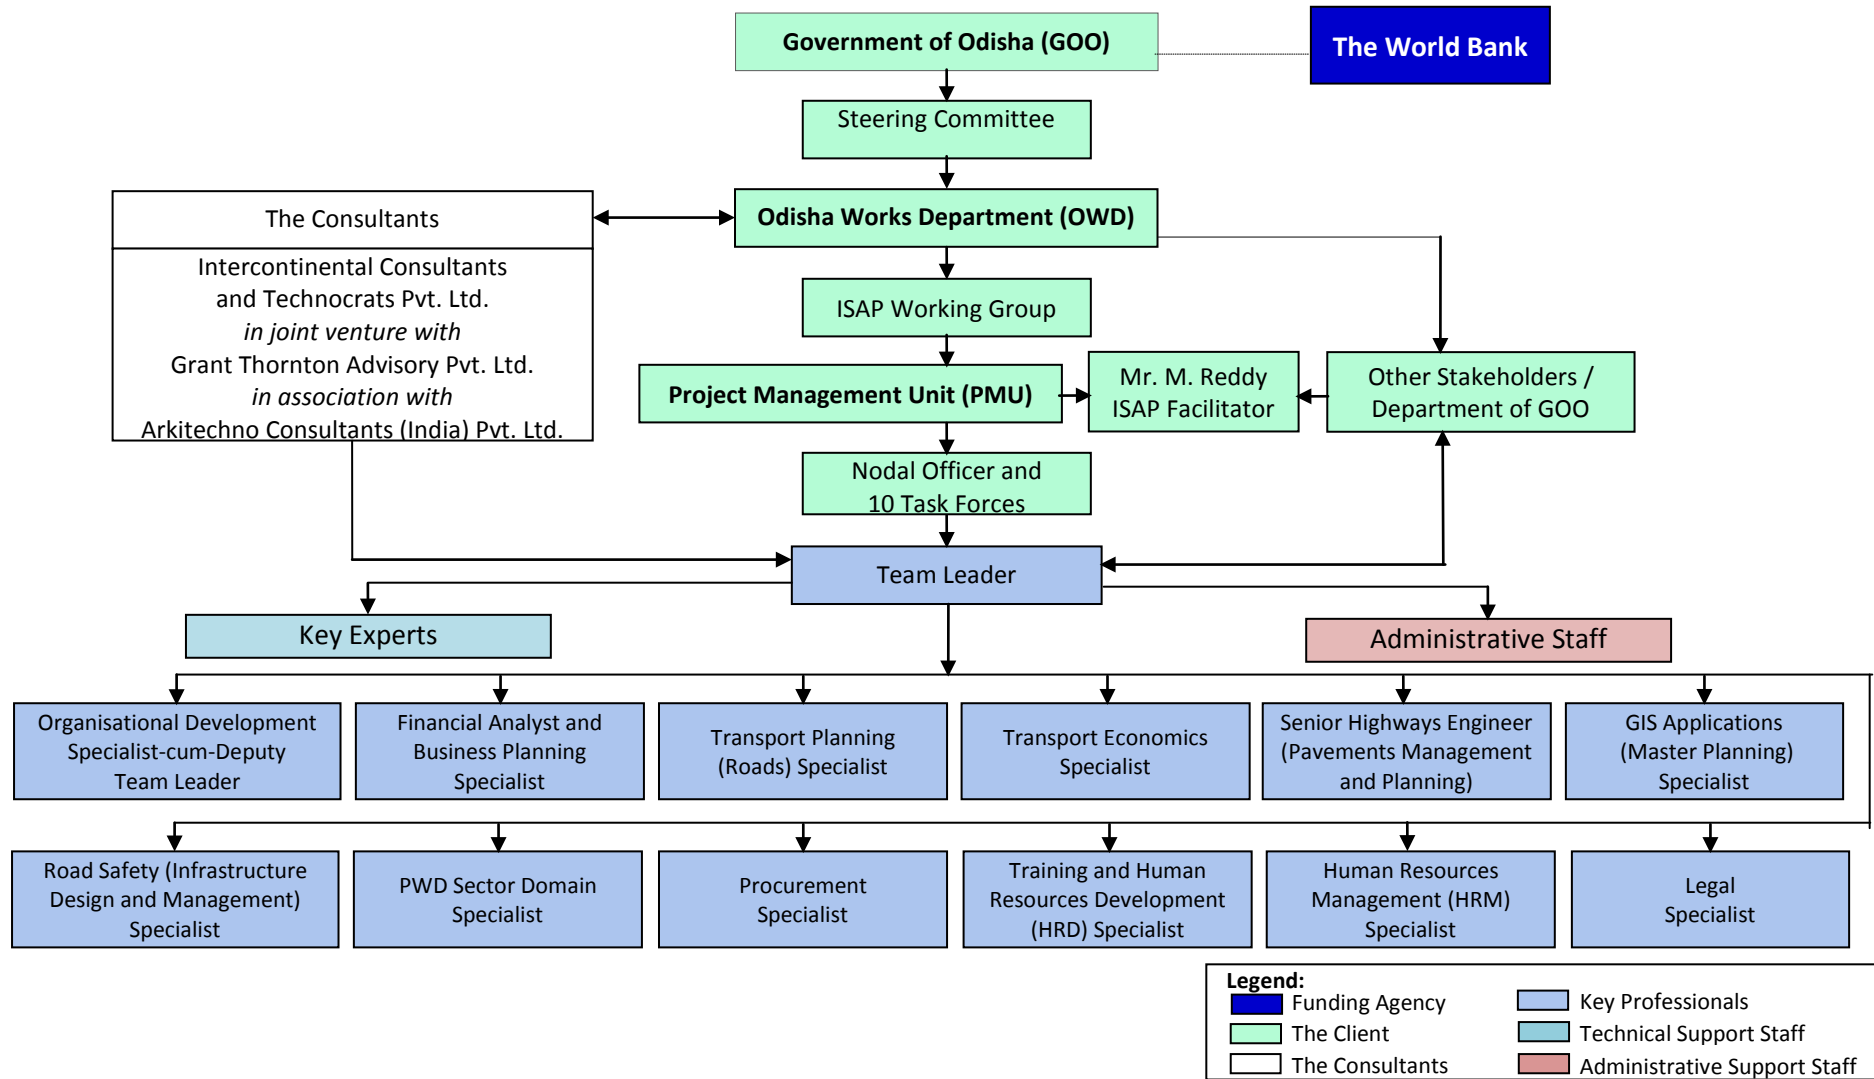 Government of Odisha (GOO)
The World Bank
Steering Committee
The Consultants
Odisha Works Department (OWD)
Intercontinental Consultants
and Technocrats Pvt. Ltd.
in joint venture with
Grant Thornton Advisory Pvt. Ltd.
in association with
Arkitechno Consultants (India) Pvt. Ltd.
ISAP Working Group
Project Management Unit (PMU)
Mr. M. Reddy
ISAP Facilitator
Other Stakeholders /
Department of GOO
Nodal Officer and
10 Task Forces
Team Leader
Key Experts
Administrative Staff
Organisational Development
Specialist-cum-Deputy
Team Leader
Financial Analyst and
Business Planning
Specialist
Transport Planning
(Roads) Specialist
Transport Economics
Specialist
Senior Highways Engineer
(Pavements Management
and Planning)
GIS Applications
(Master Planning)
Specialist
Road Safety (Infrastructure
Design and Management)
Specialist
PWD Sector Domain
Specialist
Procurement
Specialist
Training and Human
Resources Development
(HRD) Specialist
Human Resources
Management (HRM)
Specialist
Legal
Specialist
Legend:
Funding Agency
The Client
The Consultants
Key Professionals
Technical Support Staff
Administrative Support Staff